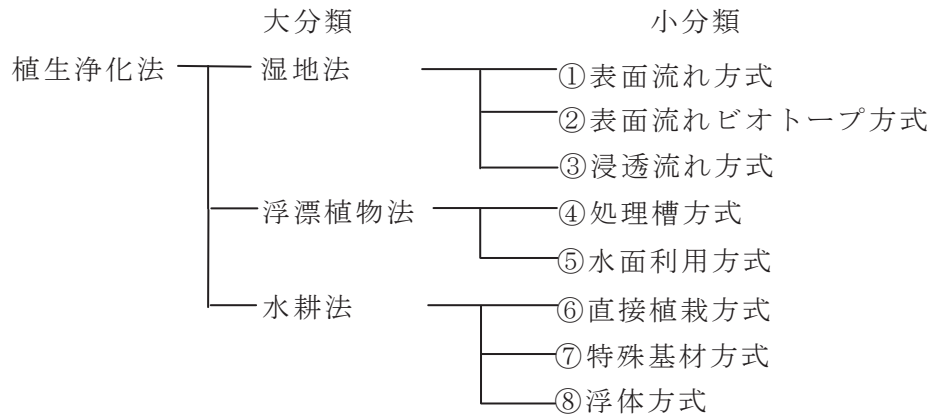 大分類 小分類
植生浄化法 湿地法 ①表面流れ方式
②表面流れビオトープ方式
③浸透流れ方式
浮漂植物法 ④処理槽方式
⑤水面利用方式
水耕法 ⑥直接植栽方式
⑦特殊基材方式
⑧浮体方式